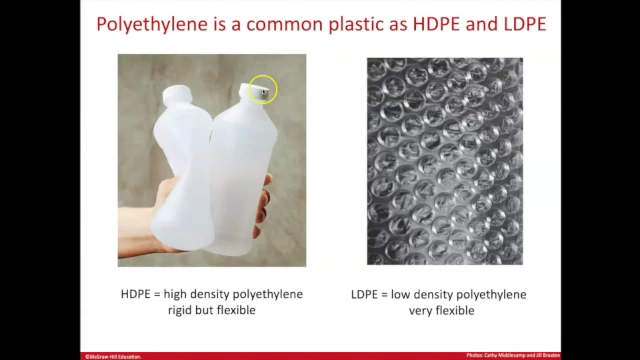 Polyethylene is a common plastic as HDPE and LDPE
HDPE = high density polyethylene
rigid but flexible
LDPE = low density polyethylene
very flexible
©McGraw-Hill Education.
Photos: Cathy Middlecamp and Jill Braaten